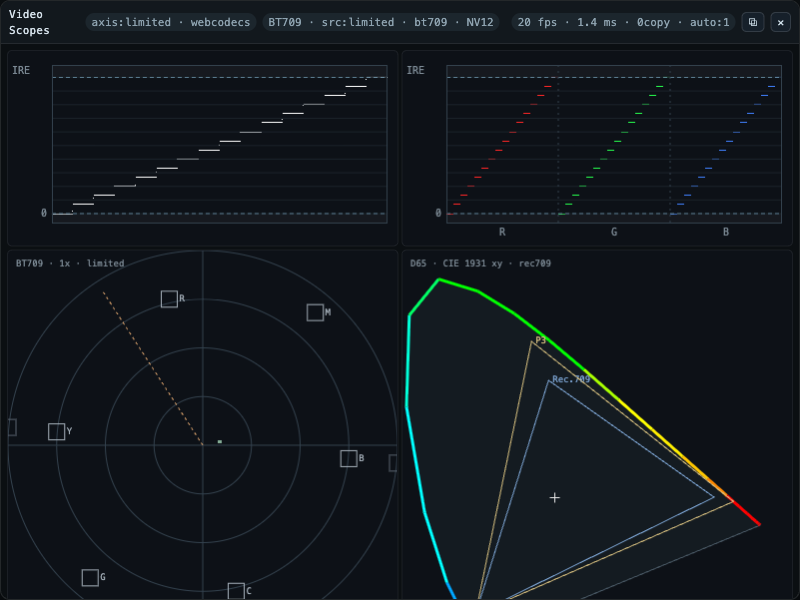 Video
Scopes
axis:limited · webcodecs
BT709 · src:limited · bt709 · NV12
20 fps · 1.4 ms · 0copy · auto:1
IRE
0
IRE
0
R
G
B
BT709 · 1x · limited
R
M
Y
B
G
C
D65 · CIE 1931 xy · rec709
P3
Rec.709